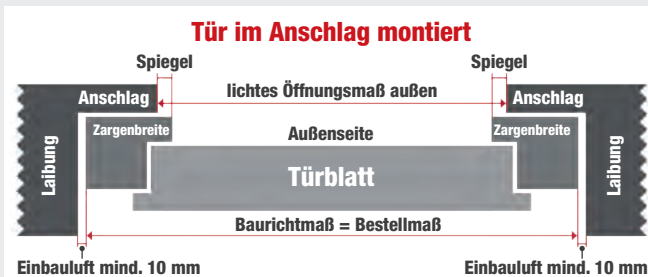 Tür im Anschlag montiert
Spiegel Spiegel
Anschlag lichtes Öffnungsmaß außen Anschlag
Zargenbreite Außenseite Zargenbreite
Laibung Türblatt Laibung
Baurichtmaß = Bestellmaß
Einbauluft mind. 10 mm Einbauluft mind. 10 mm